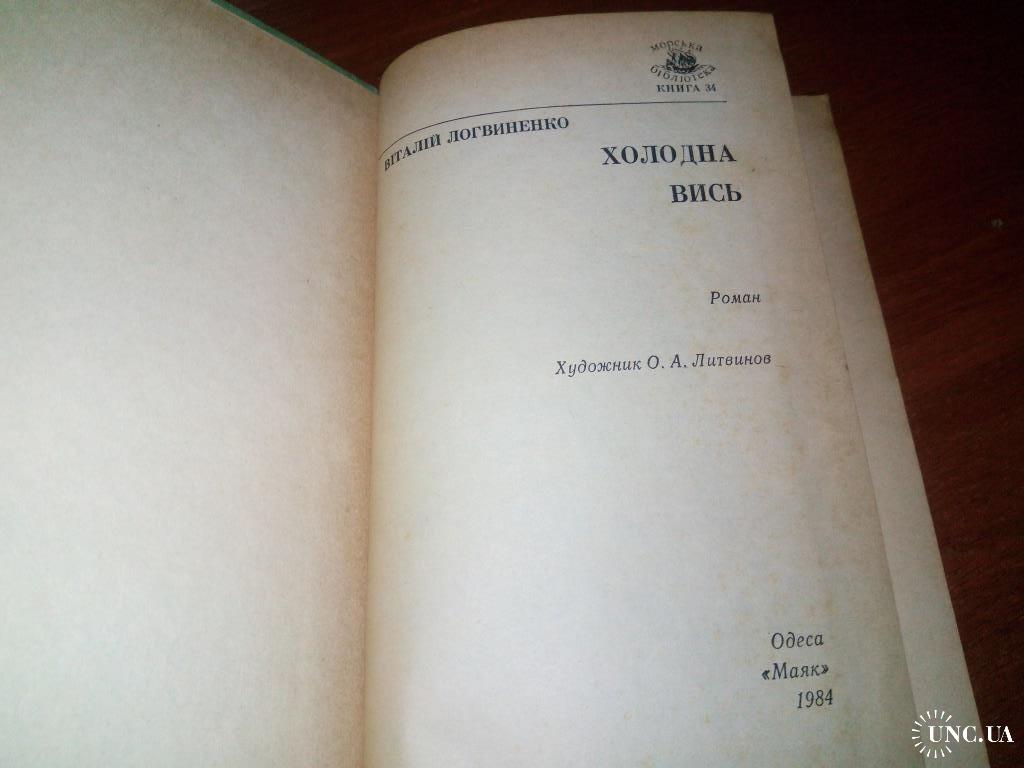 морська
бібліотека
КНИГА 34
ВІТАЛІЙ ЛОГВИНЕНКО
ХОЛОДНА
ВИСЬ
Роман
Художник О. А. Литвинов
Одеса
«Маяк»
1984
UNC.UA